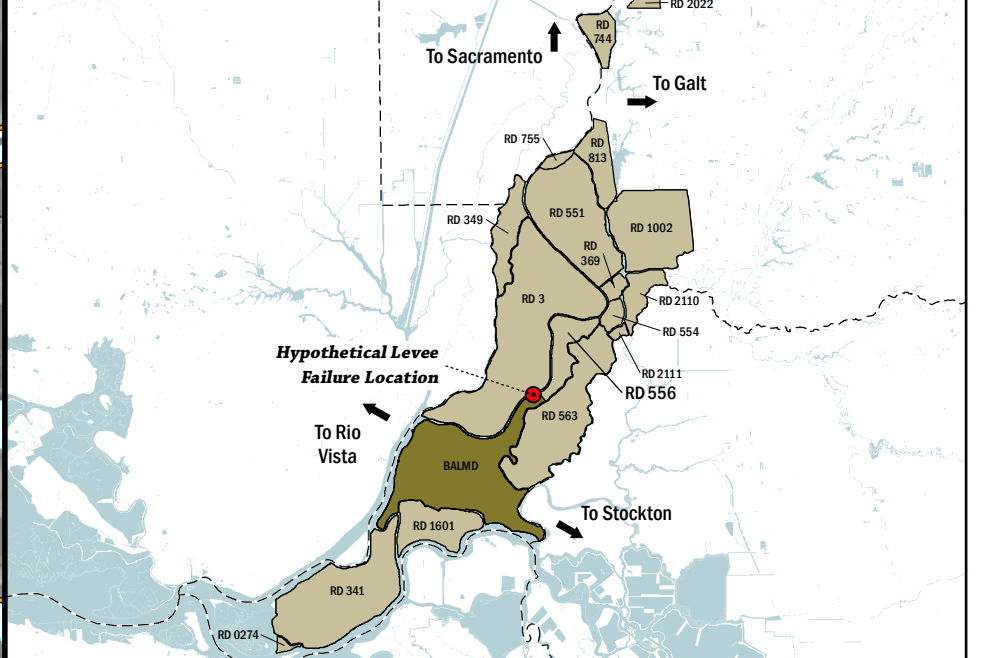 RD 2022
RD
744
To Sacramento
To Galt
RD 755
RD
813
RD 349
RD 551
RD 1002
RD
369
RD 3
RD 2110
RD 554
Hypothetical Levee
Failure Location
RD 2111
RD 556
RD 563
To Rio
Vista
BALMD
To Stockton
RD 1601
RD 341
RD 0274